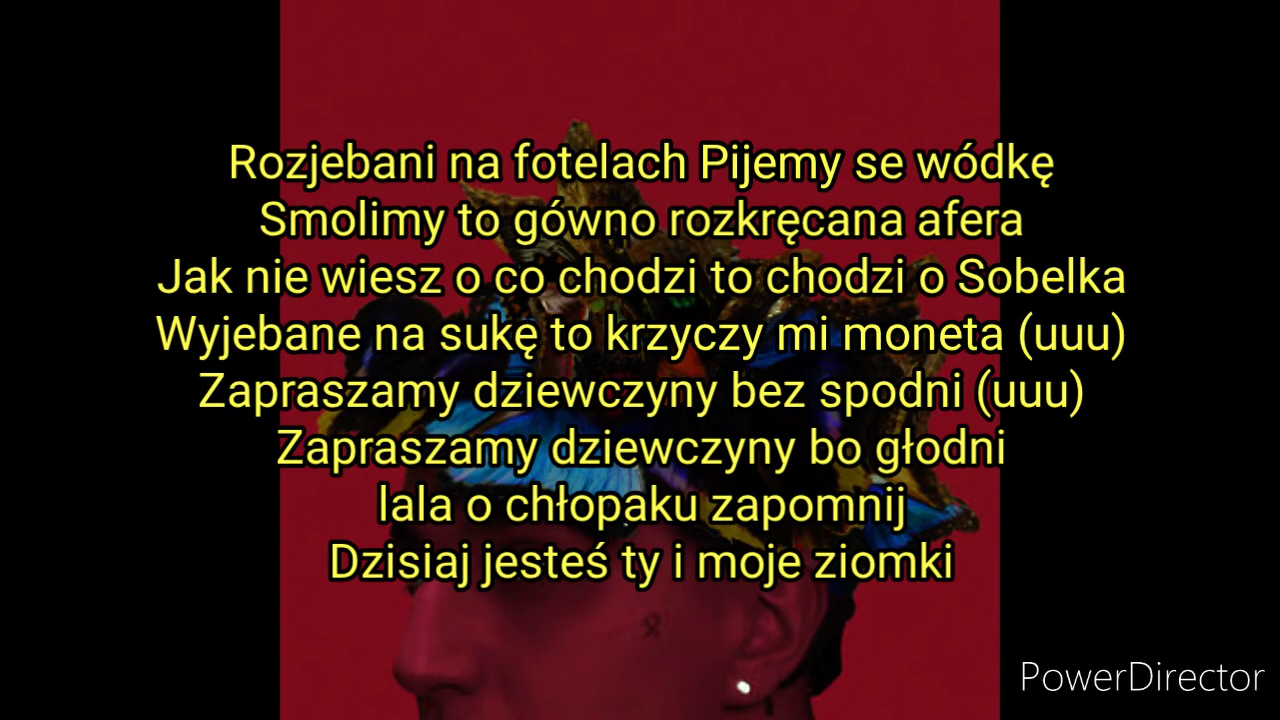 Rozjebani na fotelach Pijemy se wódkę
Smolimy to gówno rozkręcana afera
Jak nie wiesz o co chodzi to chodzi o Sobelka
Wyjebane na sukę to krzyczy mi moneta (uuu)
Zapraszamy dziewczyny bez spodni (uuu)
Zapraszamy dziewczyny bo głodni
lala o chłopaku zapomnij
Dzisiaj jesteś ty i moje ziomki
PowerDirector